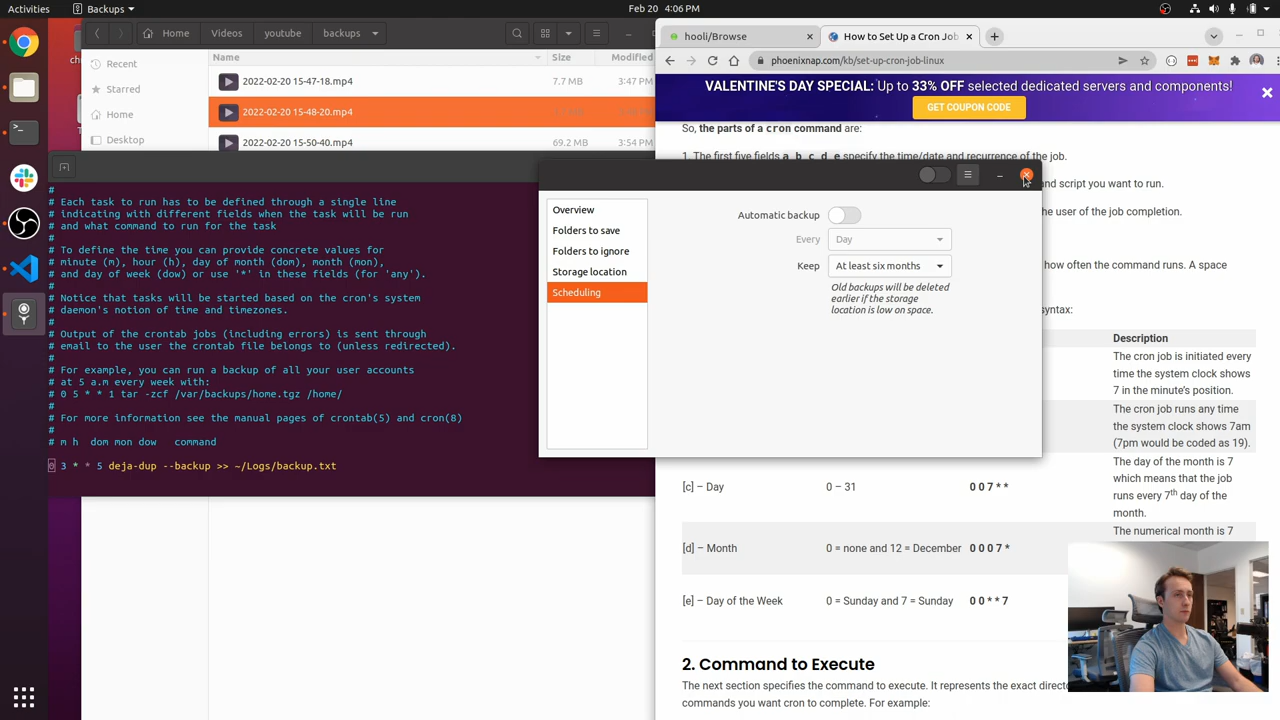 Activities
Backups
Feb 20 4:06 PM
Home
Videos
youtube
backups
Name
Size
Modified
Recent
Starred
Home
Desktop
2022-02-20 15-47-18.mp4
7.7 MB
3:47 PM
2022-02-20 15-48-20.mp4
2022-02-20 15-50-40.mp4
69.2 MB
3:54 PM
#
# Each task to run has to be defined through a single line
# indicating with different fields when the task will be run
# and what command to run for the task
#
# To define the time you can provide concrete values for
# minute (m), hour (h), day of month (dom), month (mon),
# and day of week (dow) or use '*' in these fields (for 'any').
#
# Notice that tasks will be started based on the cron's system
# daemon's notion of time and timezones.
#
# Output of the crontab jobs (including errors) is sent through
# email to the user the crontab file belongs to (unless redirected).
#
# For example, you can run a backup of all your user accounts
# at 5 a.m every week with:
# 0 5 * * 1 tar -zcf /var/backups/home.tgz /home/
#
# For more information see the manual pages of crontab(5) and cron(8)
#
# m h  dom mon dow   command
0 3 * * 5 deja-dup --backup >> ~/Logs/backup.txt
Overview
Folders to save
Folders to ignore
Storage location
Scheduling
Automatic backup
Every
Day
Keep
At least six months
Old backups will be deleted
earlier if the storage
location is low on space.
hooli/Browse
How to Set Up a Cron Job
phoenixnap.com/kb/set-up-cron-job-linux
VALENTINE'S DAY SPECIAL: Up to 33% OFF selected dedicated servers and components!
GET COUPON CODE
So, the parts of a cron command are:
1. The first five fields a b c d e specify the time/date and recurrence of the job.
and script you want to run.
the user of the job completion.
how often the command runs. A space
syntax:
Description
The cron job is initiated every
time the system clock shows
7 in the minute's position.
The cron job runs any time
the system clock shows 7am
(7pm would be coded as 19).
[c] – Day
0 – 31
0 0 7 * *
The day of the month is 7
which means that the job
runs every 7th day of the
month.
[d] – Month
0 = none and 12 = December
0 0 0 7 *
The numerical month is 7
[e] – Day of the Week
0 = Sunday and 7 = Sunday
0 0 * * 7
2. Command to Execute
The next section specifies the command to execute. It represents the exact
commands you want cron to complete. For example: